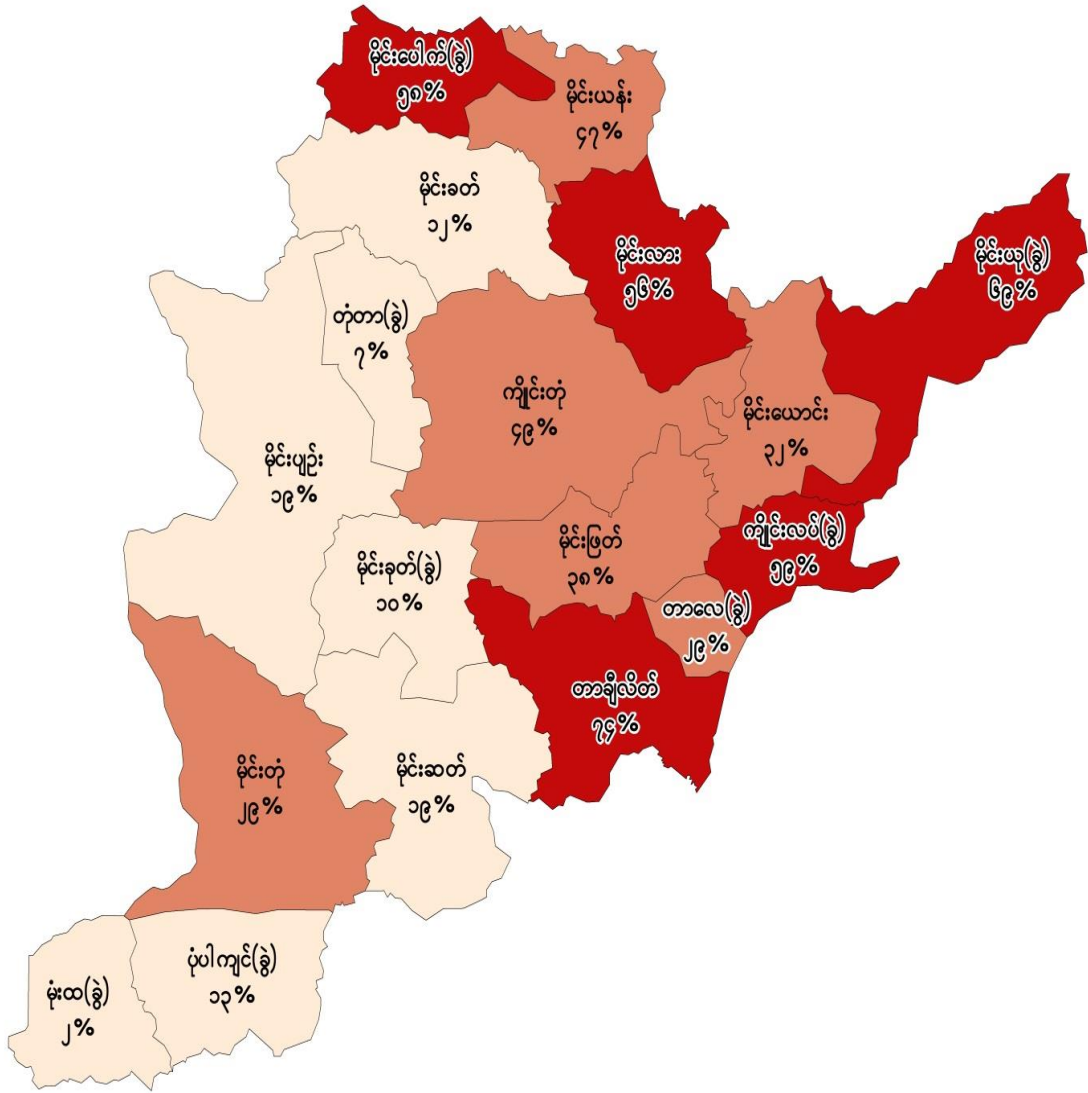 မိုင်းပေါက်(ခွဲ)
၅၈%
မိုင်းယန်း
၄၇%
မိုင်းခတ်
၁၂%
မိုင်းလား
၅၆%
မိုင်းယု(ခွဲ)
၆၉%
တုံတာ(ခွဲ)
၇%
ကျိုင်းတုံ
၄၉%
မိုင်းယောင်း
၃၂%
မိုင်းပျဉ်း
၁၉%
မိုင်းဖြတ်
၃၈%
ကျိုင်းလပ်(ခွဲ)
၅၉%
မိုင်းခုတ်(ခွဲ)
၁၀%
တာလေ(ခွဲ)
၂၉%
တာချီလိတ်
၇၄%
မိုင်းတုံ
၂၉%
မိုင်းဆတ်
၁၉%
ပုံပါကျင်(ခွဲ)
၁၃%
မုံးထ(ခွဲ)
၂%